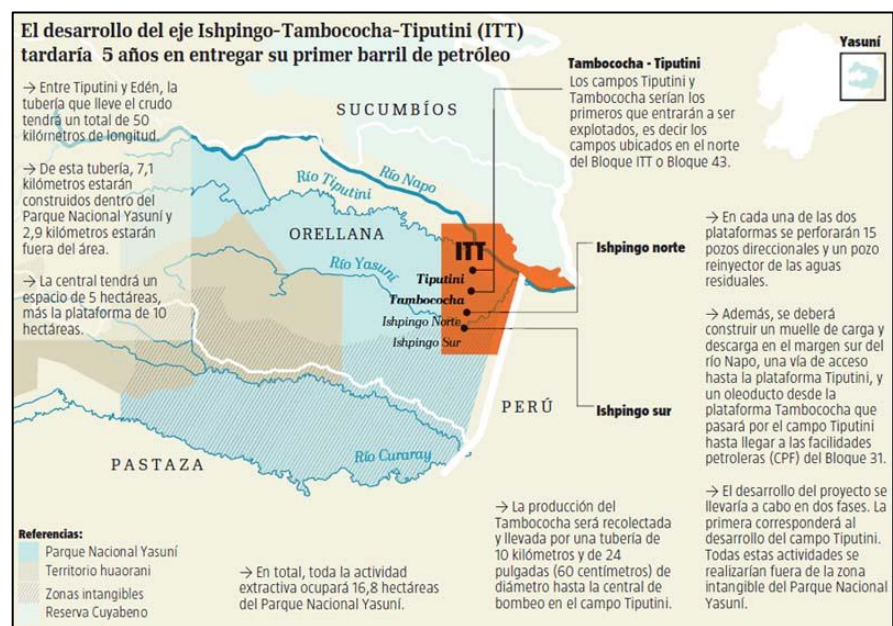 El desarrollo del eje Ishpingo-Tambococha-Tiputini (ITT)
tardaría 5 años en entregar su primer barril de petróleo
→ Entre Tiputini y Edén, la
tubería que lleve el crudo
tendrá un total de 50
kilómetros de longitud.
→ De esta tubería, 7,1
kilómetros estarán
construidos dentro del
Parque Nacional Yasuní y
2,9 kilómetros estarán
fuera del área.
→ La central tendrá un
espacio de 5 hectáreas,
más la plataforma de 10
hectáreas.
SUCUMBÍOS
Río Napo
Río Tiputini
ORELLANA
Río Yasuní
ITT
Tiputini
Tambococha
Ishpingo Norte
Ishpingo Sur
PERÚ
Río Curaray
PASTAZA
Tambococha - Tiputini
Los campos Tiputini y
Tambococha serían los
primeros que entrarán a ser
explotados, es decir los
campos ubicados en el norte
del Bloque ITT o Bloque 43.
Yasuní
Ishpingo norte
Ishpingo sur
→ En cada una de las dos
plataformas se perforarán 15
pozos direccionales y un pozo
reinyector de las aguas
residuales.
→ Además, se deberá
construir un muelle de carga y
descarga en el margen sur del
río Napo, una vía de acceso
hasta la plataforma Tiputini, y
un oleoducto desde la
plataforma Tambococha que
pasará por el campo Tiputini
hasta llegar a las facilidades
petroleras (CPF) del Bloque 31.
→ El desarrollo del proyecto se
llevaría a cabo en dos fases. La
primera corresponderá al
desarrollo del campo Tiputini.
Todas estas actividades se
realizarían fuera de la zona
intangible del Parque Nacional
Yasuní.
→ La producción del
Tambococha será recolectada
y llevada por una tubería de
10 kilómetros y de 24
pulgadas (60 centímetros) de
diámetro hasta la central de
bombeo en el campo Tiputini.
→ En total, toda la actividad
extractiva ocupará 16,8 hectáreas
del Parque Nacional Yasuní.
Referencias:
Parque Nacional Yasuní
Territorio huaorani
Zonas intangibles
Reserva Cuyabeno